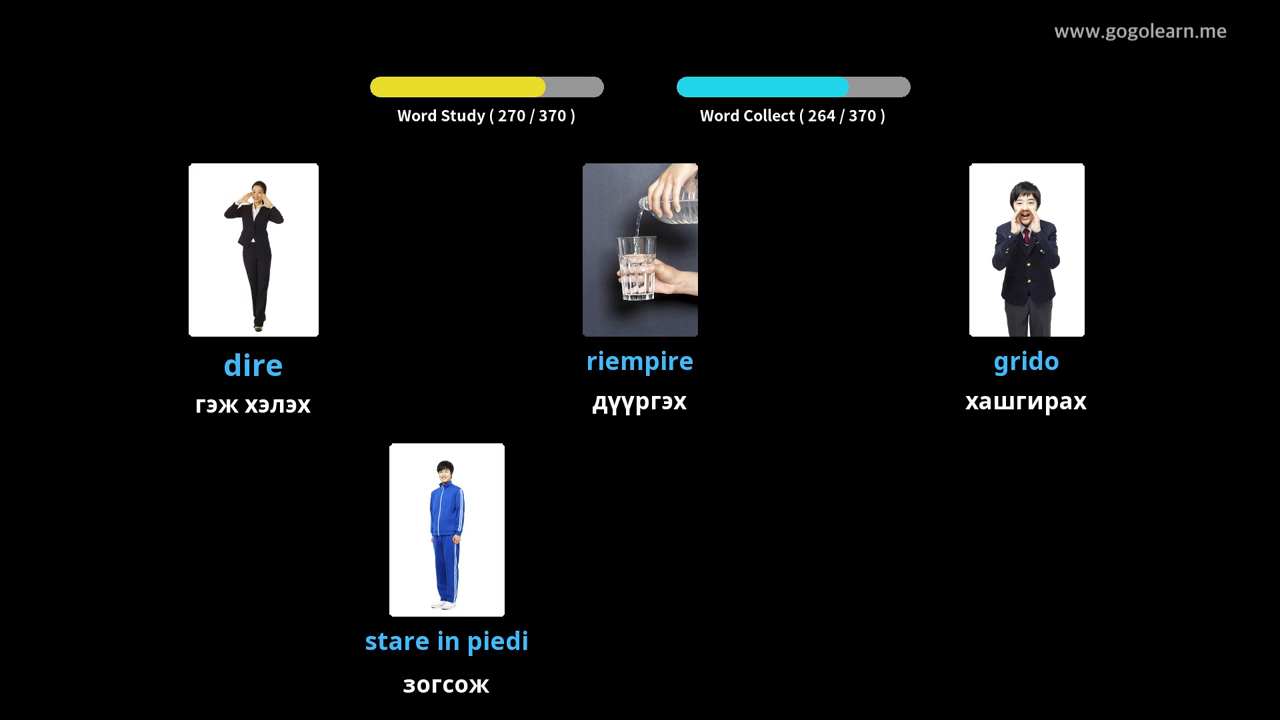 www.gogolearn.me
Word Study ( 270 / 370 )
Word Collect ( 264 / 370 )
dire
гэж хэлэх
riempire
дүүргэх
grido
хашгирах
stare in piedi
зогсож